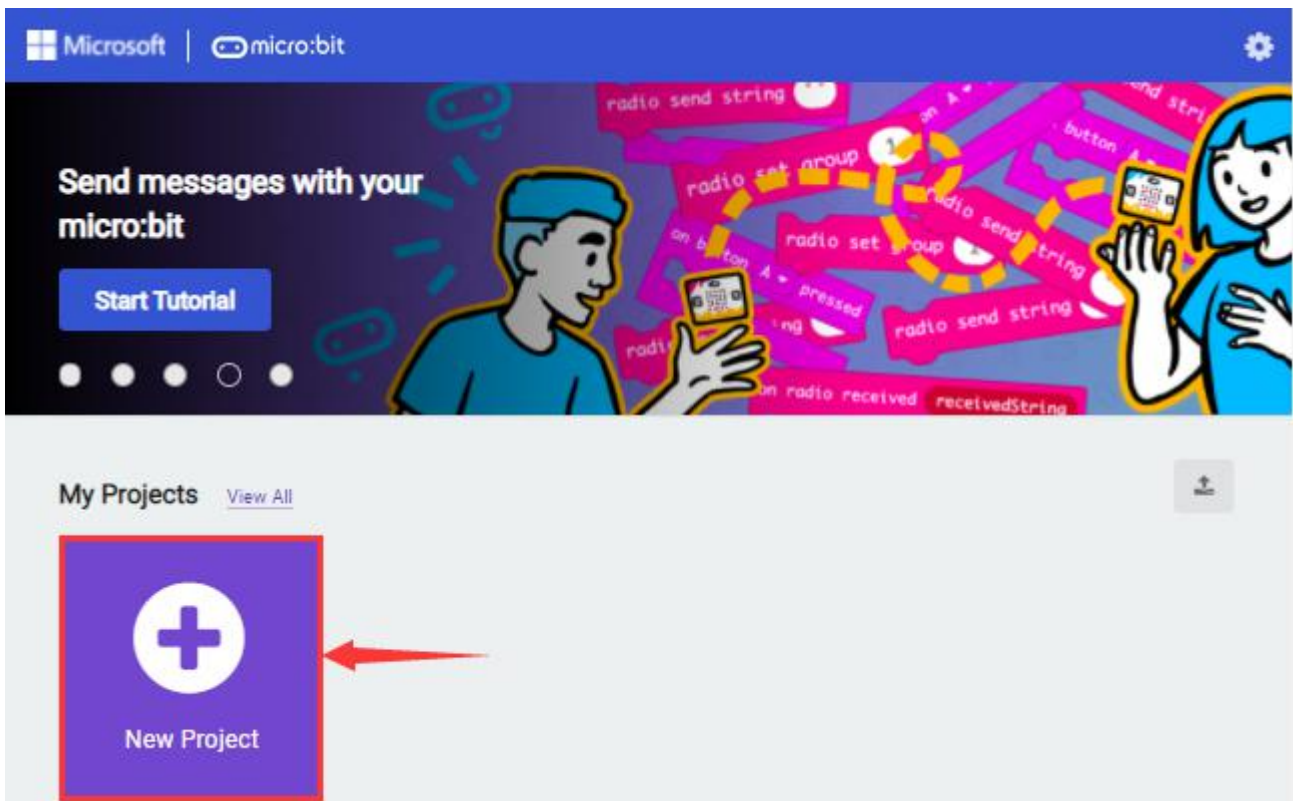 Microsoft
micro:bit
Send messages with your
micro:bit
Start Tutorial
radio send string
radio set group 1
on button A pressed
radio set group
radio send string
radio send string
button A
on radio received receivedString
My Projects
View All
New Project